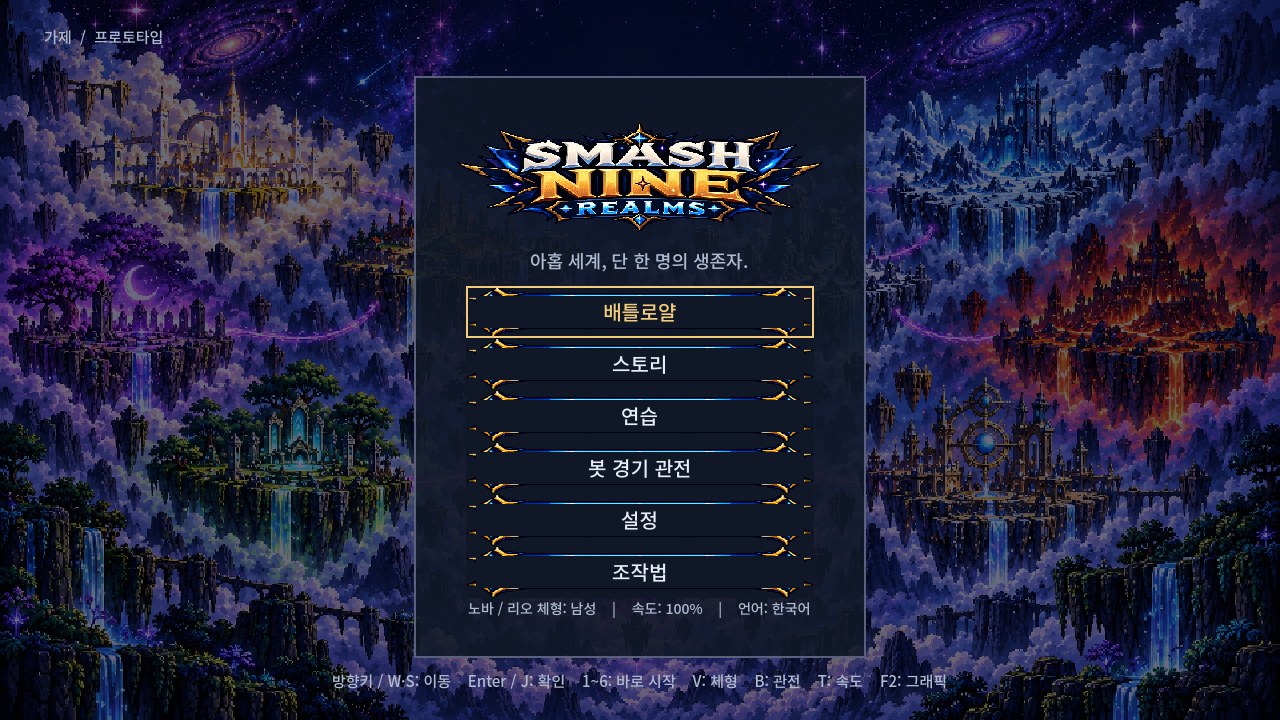 가제 / 프로토타입
SMASH
NINE
REALMS
아홉 세계, 단 한 명의 생존자.
배틀로얄
스토리
연습
봇 경기 관전
설정
조작법
노바 / 리오 체형: 남성 | 속도: 100% | 언어: 한국어
방향키 / W·S: 이동 Enter / J: 확인 1~6: 바로 시작 V: 체형 B: 관전 T: 속도 F2: 그래픽